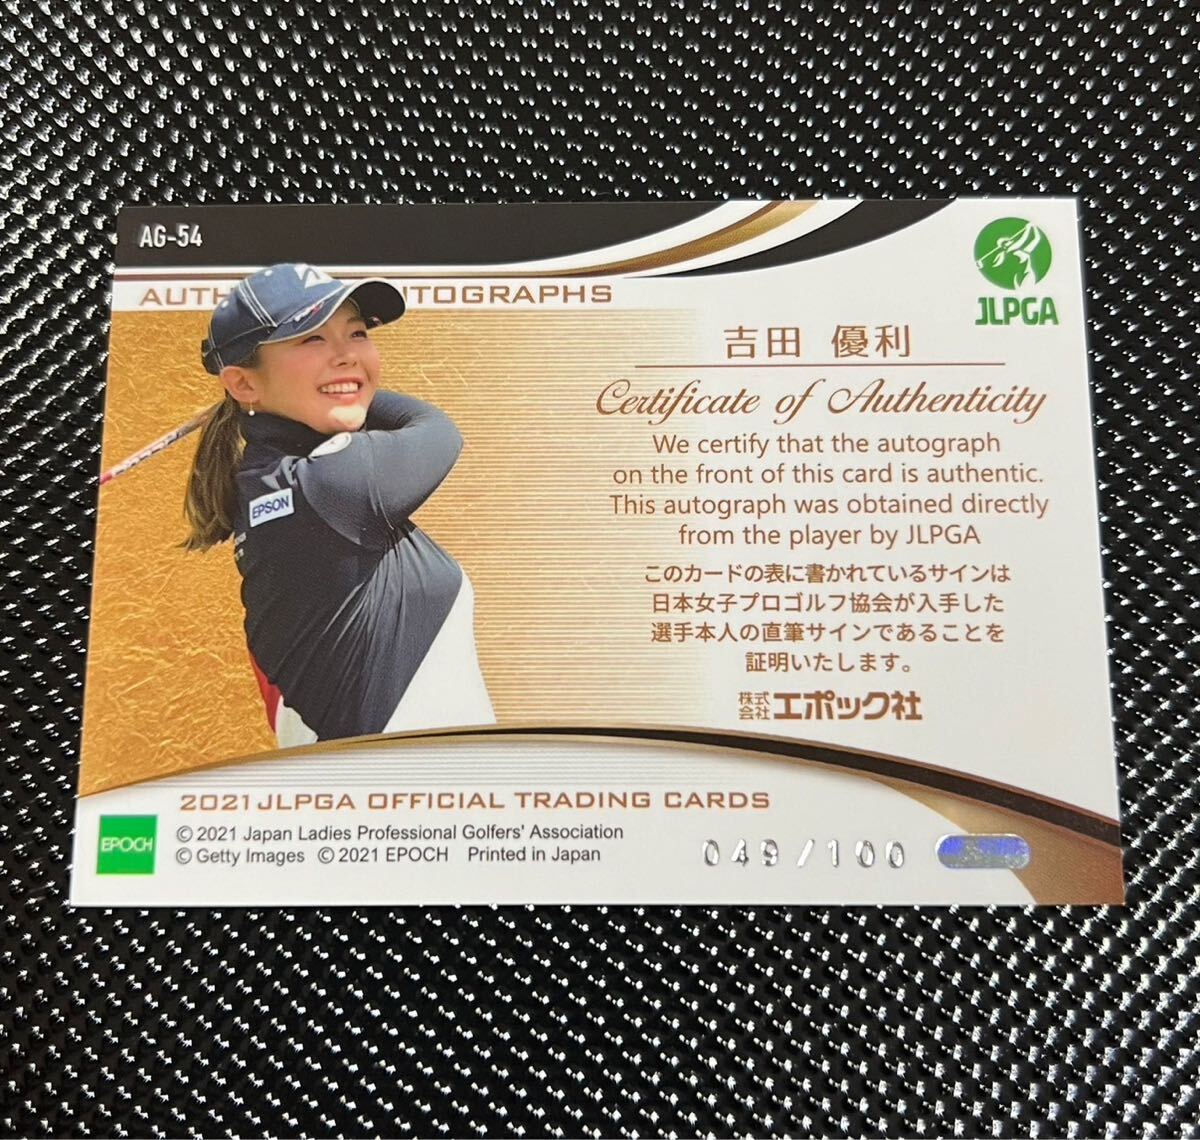 AG-54
AUTH UTOGRAPHS
JLPGA
吉田 優利
Certificate of Authenticity
We certify that the autograph
on the front of this card is authentic.
This autograph was obtained directly
from the player by JLPGA
このカードの表に書かれているサインは
日本女子プロゴルフ協会が入手した
選手本人の直筆サインであることを
証明いたします。
株式会社エポック社
EPSON
2021 JLPGA OFFICIAL TRADING CARDS
EPOCH
© 2021 Japan Ladies Professional Golfers' Association
© Getty Images © 2021 EPOCH Printed in Japan
049/100